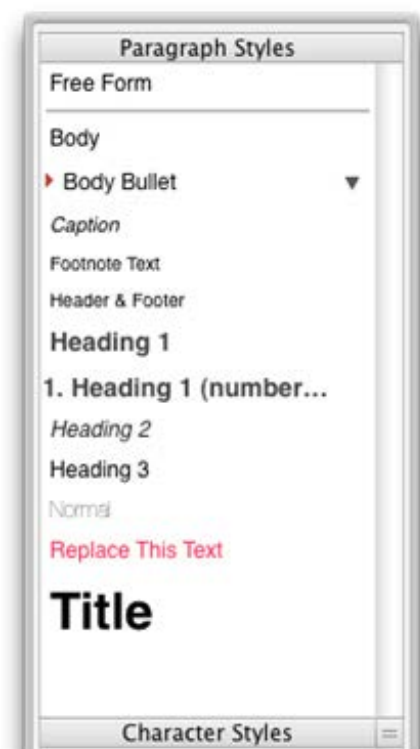 Paragraph Styles
Free Form
Body
Body Bullet
Caption
Footnote Text
Header & Footer
Heading 1
1. Heading 1 (number...
Heading 2
Heading 3
Normal
Replace This Text
Title
Character Styles